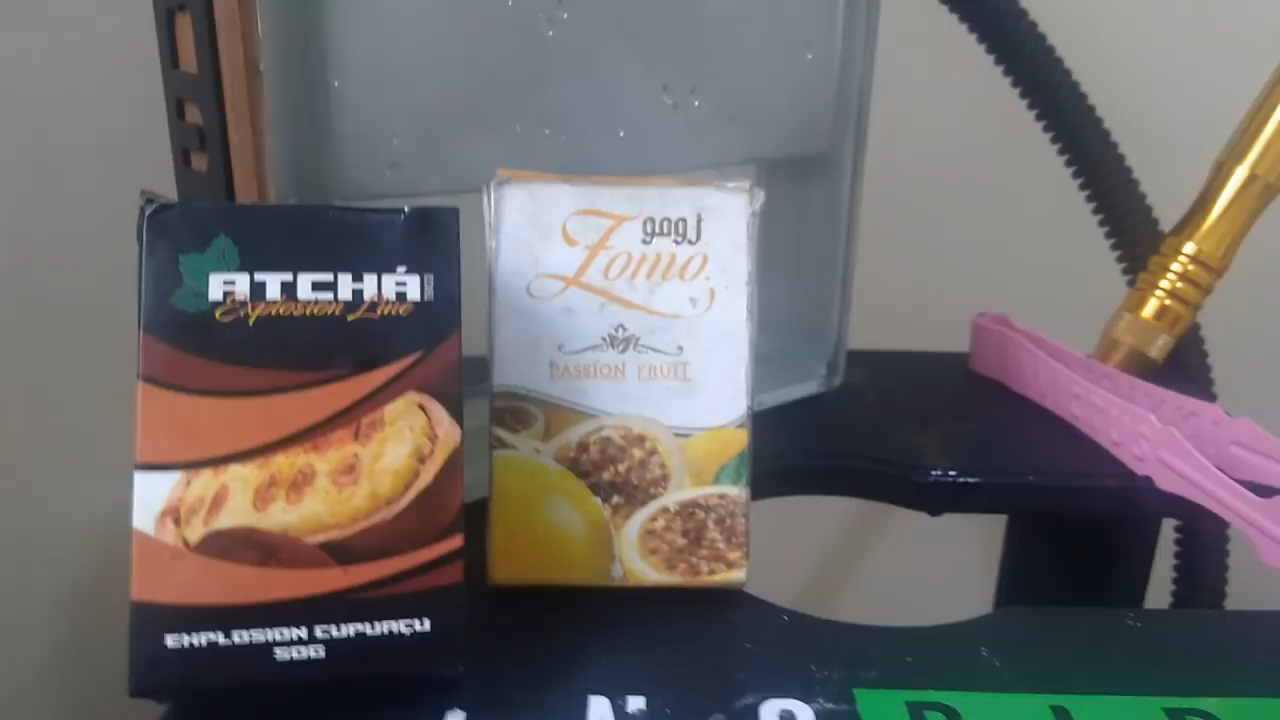 ATCHÁ
Explosion Line
EXPLOSION CUPUAÇU
50G
زومو
Zomo
PASSION FRUIT